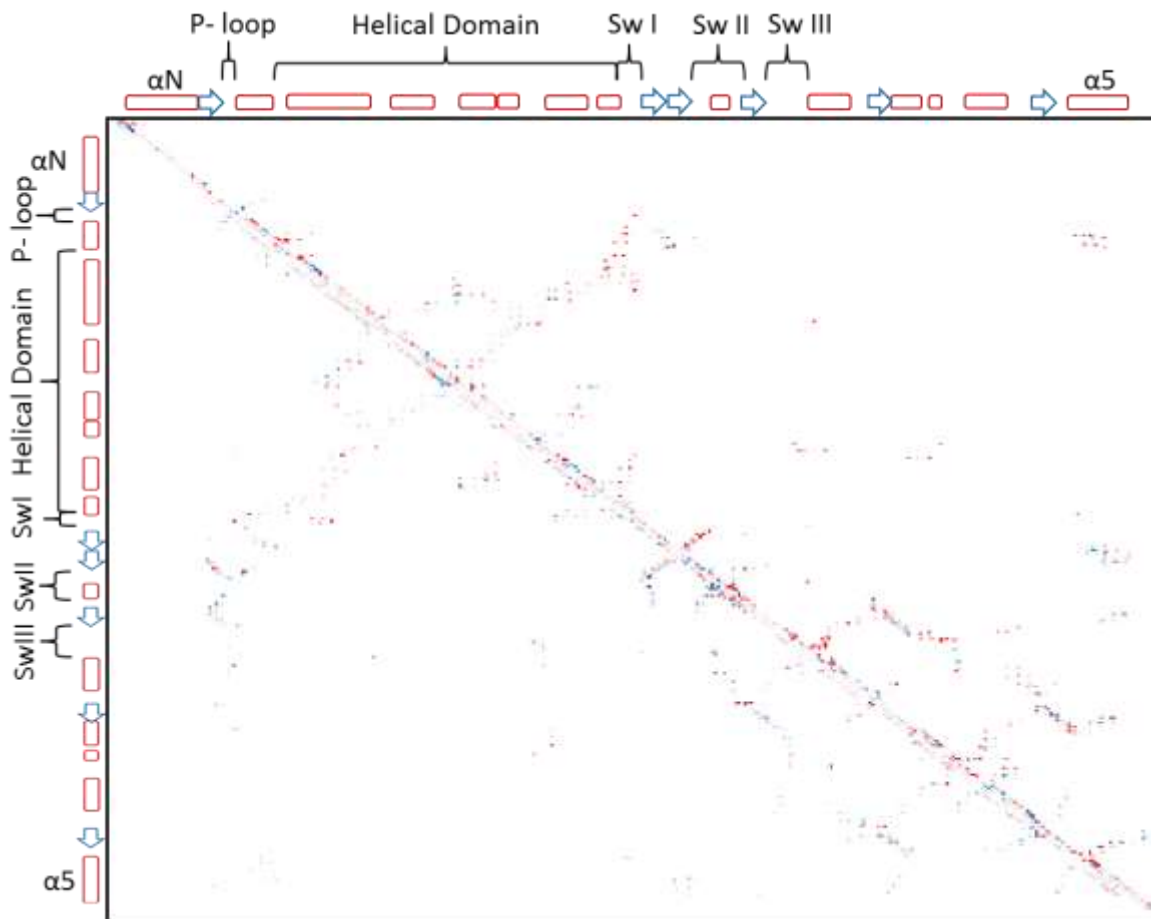 P- loop
Helical Domain
Sw I
Sw II
Sw III
αN
α5
αN
P- loop
Helical Domain
SwI
SwII
SwIII
α5